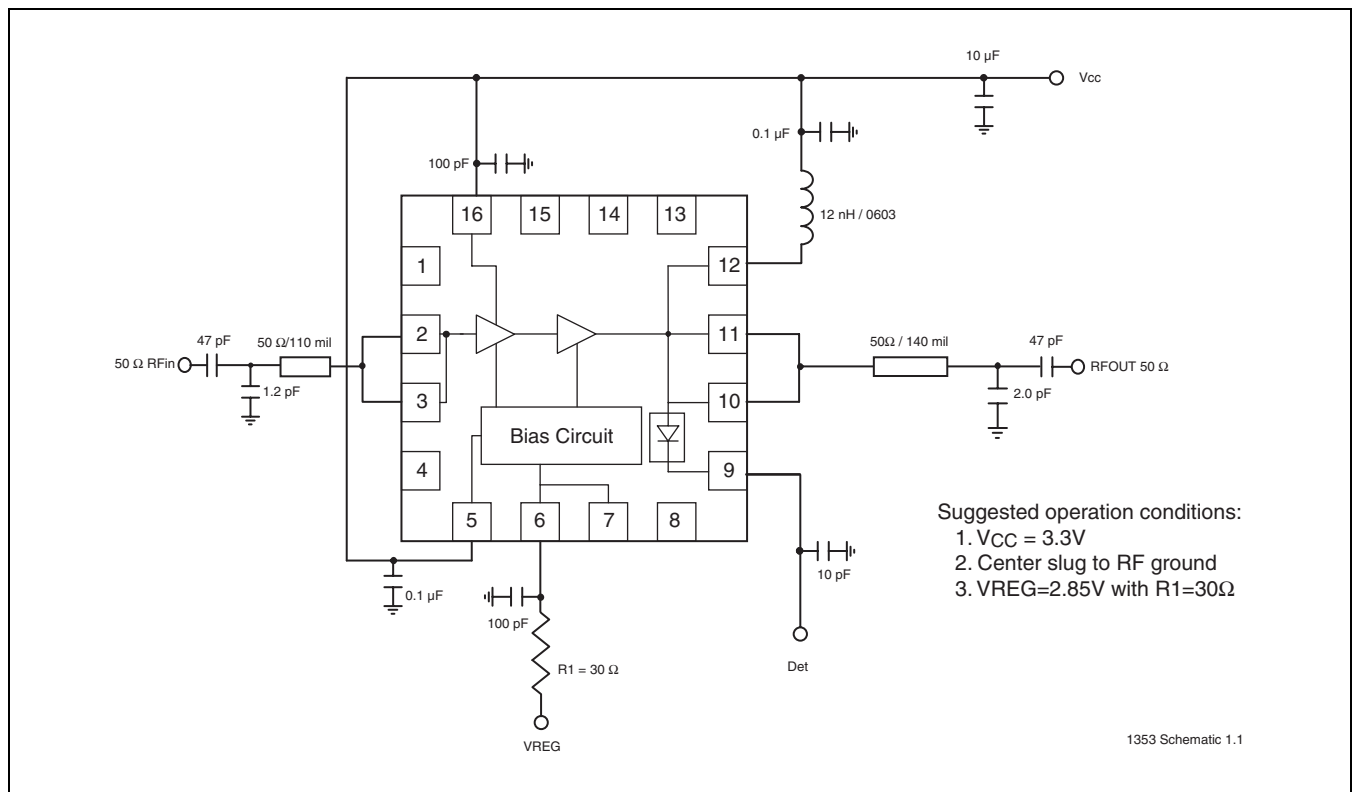 10 µF
Vcc
0.1 µF
100 pF
16
15
14
13
12 nH / 0603
1
12
2
11
47 pF
50 Ω/110 mil
50Ω / 140 mil
47 pF
50 Ω RFin
RFOUT 50 Ω
1.2 pF
3
10
2.0 pF
Bias Circuit
4
9
5
6
7
8
Suggested operation conditions:
1. VCC = 3.3V
2. Center slug to RF ground
3. VREG=2.85V with R1=30Ω
10 pF
0.1 µF
100 pF
R1 = 30 Ω
Det
VREG
1353 Schematic 1.1